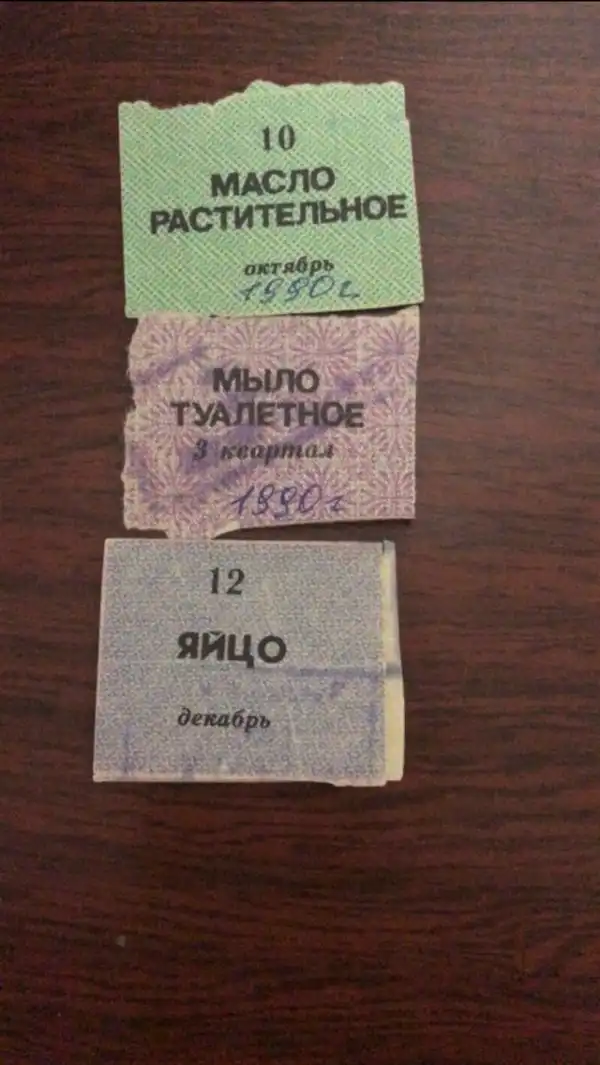 10
МАСЛО
РАСТИТЕЛЬНОЕ
октябрь
1990г.
МЫЛО
ТУАЛЕТНОЕ
3 квартал
1990г
12
ЯЙЦО
декабрь